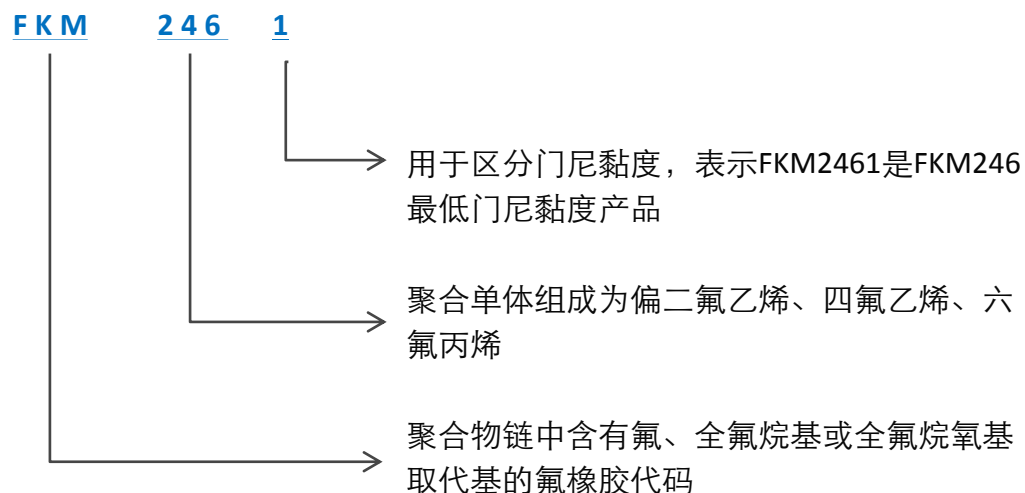 FKM 246 1
用于区分门尼黏度，表示FKM2461是FKM246
最低门尼黏度产品
聚合单体组成为偏二氟乙烯、四氟乙烯、六
氟丙烯
聚合物链中含有氟、全氟烷基或全氟烷氧基
取代基的氟橡胶代码